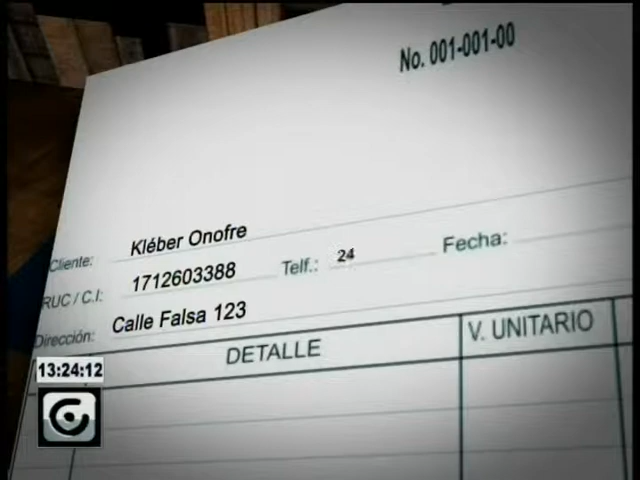 No. 001-001-00
Cliente: Kléber Onofre
RUC / C.I: 1712603388 Telf.: 24 Fecha:
Dirección: Calle Falsa 123
DETALLE V. UNITARIO
13:24:12